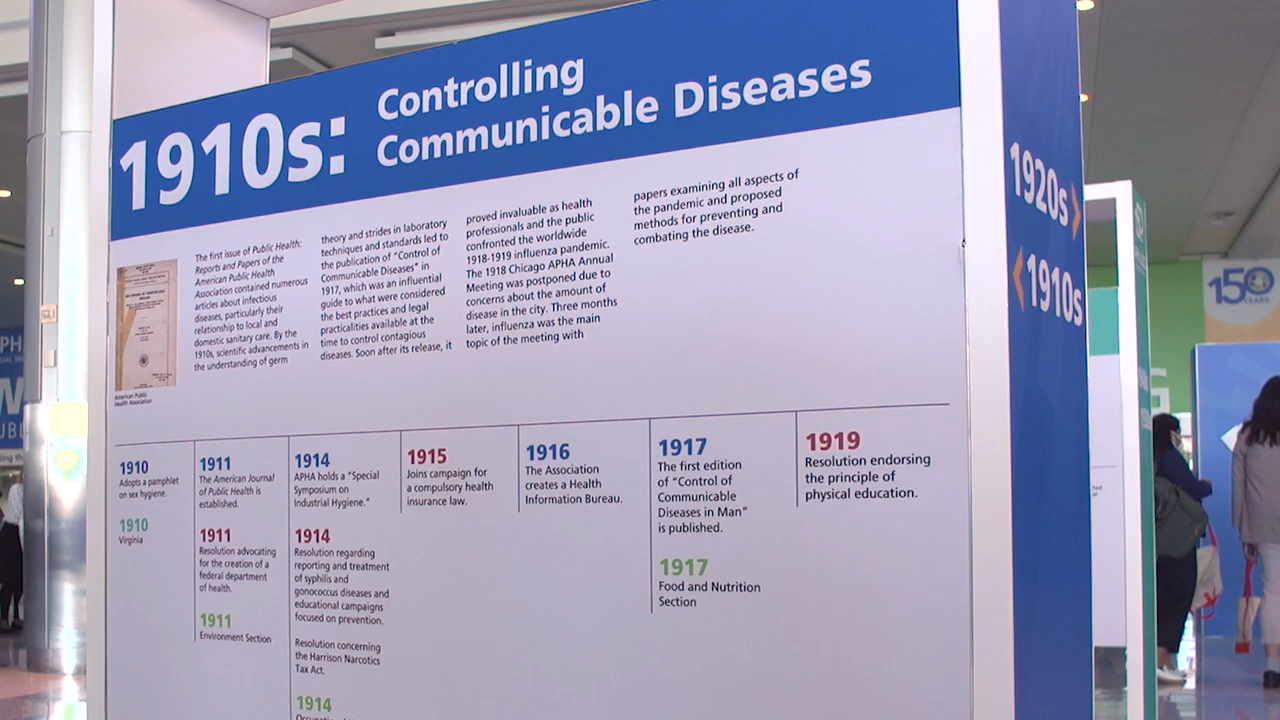 1910s:
Controlling
Communicable Diseases
The first issue of Public Health:
Reports and Papers of the
American Public Health
Association contained numerous
articles about infectious
diseases, particularly their
relationship to local and
domestic sanitary care. By the
1910s, scientific advancements in
the understanding of germ
theory and strides in laboratory
techniques and standards led to
the publication of “Control of
Communicable Diseases” in
1917, which was an influential
guide to what were considered
the best practices and legal
practicalities available at the
time to control contagious
diseases. Soon after its release, it
proved invaluable as health
professionals and the public
confronted the worldwide
1918-1919 influenza pandemic.
The 1918 Chicago APHA Annual
Meeting was postponed due to
concerns about the amount of
disease in the city. Three months
later, influenza was the main
topic of the meeting with
papers examining all aspects of
the pandemic and proposed
methods for preventing and
combating the disease.
American Public
Health Association
1910
Adopts a pamphlet
on sex hygiene.
1910
Virginia
1911
The American Journal
of Public Health is
established.
1911
Resolution advocating
for the creation of a
federal department
of health.
1911
Environment Section
1914
APHA holds a “Special
Symposium on
Industrial Hygiene.”
1914
Resolution regarding
reporting and treatment
of syphilis and
gonococcus diseases and
educational campaigns
focused on prevention.
Resolution concerning
the Harrison Narcotics
Tax Act.
1914
1915
Joins campaign for
a compulsory health
insurance law.
1916
The Association
creates a Health
Information Bureau.
1917
The first edition
of “Control of
Communicable
Diseases in Man”
is published.
1917
Food and Nutrition
Section
1919
Resolution endorsing
the principle of
physical education.
1920s
1910s
150
YEARS